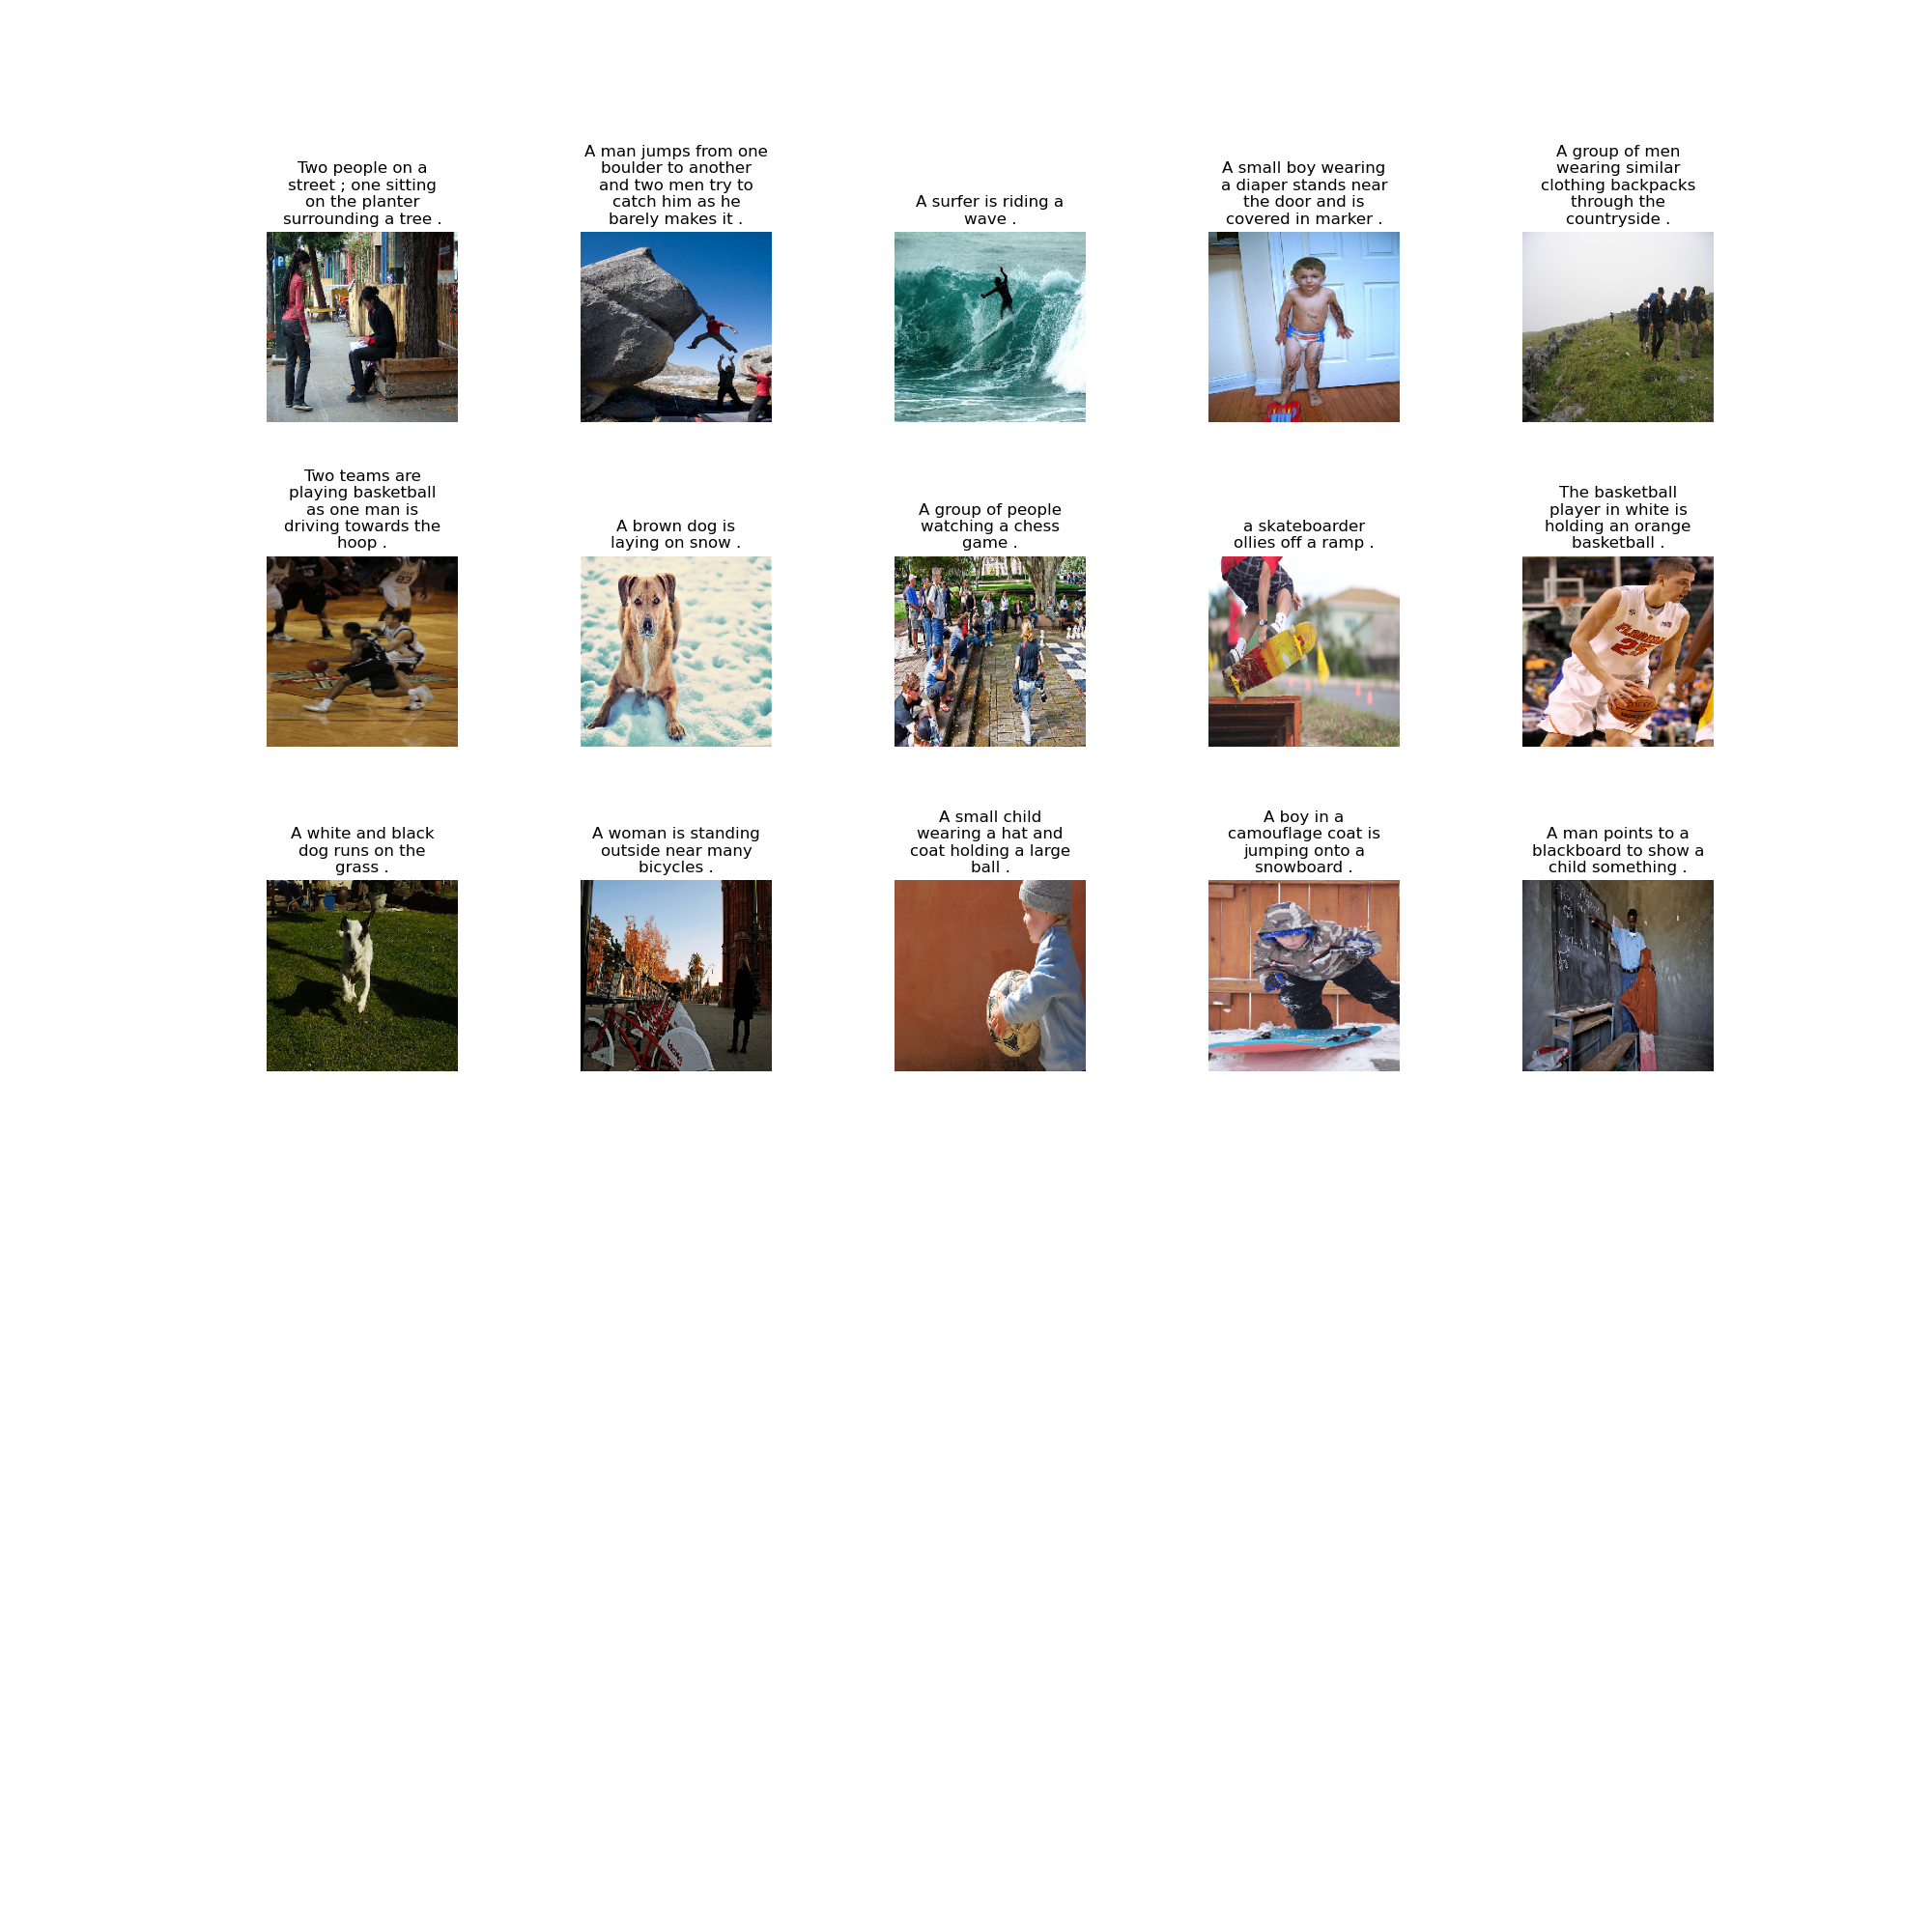 Two people on a
street ; one sitting
on the planter
surrounding a tree .
A man jumps from one
boulder to another
and two men try to
catch him as he
barely makes it .
A surfer is riding a
wave .
A small boy wearing
a diaper stands near
the door and is
covered in marker .
A group of men
wearing similar
clothing backpacks
through the
countryside .
Two teams are
playing basketball
as one man is
driving towards the
hoop .
A brown dog is
laying on snow .
A group of people
watching a chess
game .
a skateboarder
ollies off a ramp .
The basketball
player in white is
holding an orange
basketball .
FLORIDA
25
A white and black
dog runs on the
grass .
A woman is standing
outside near many
bicycles .
A small child
wearing a hat and
coat holding a large
ball .
A boy in a
camouflage coat is
jumping onto a
snowboard .
A man points to a
blackboard to show a
child something .